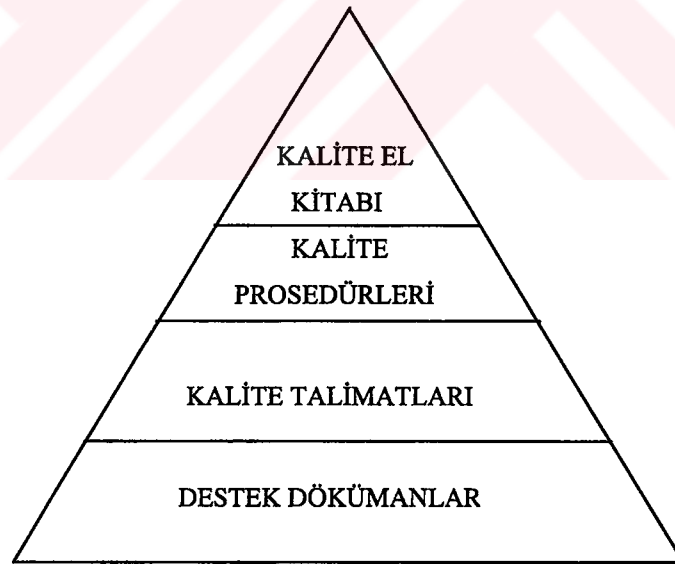 KALİTE EL
KİTABI
KALİTE
PROSEDÜRLERİ
KALİTE TALİMATLARI
DESTEK DÖKÜMANLAR